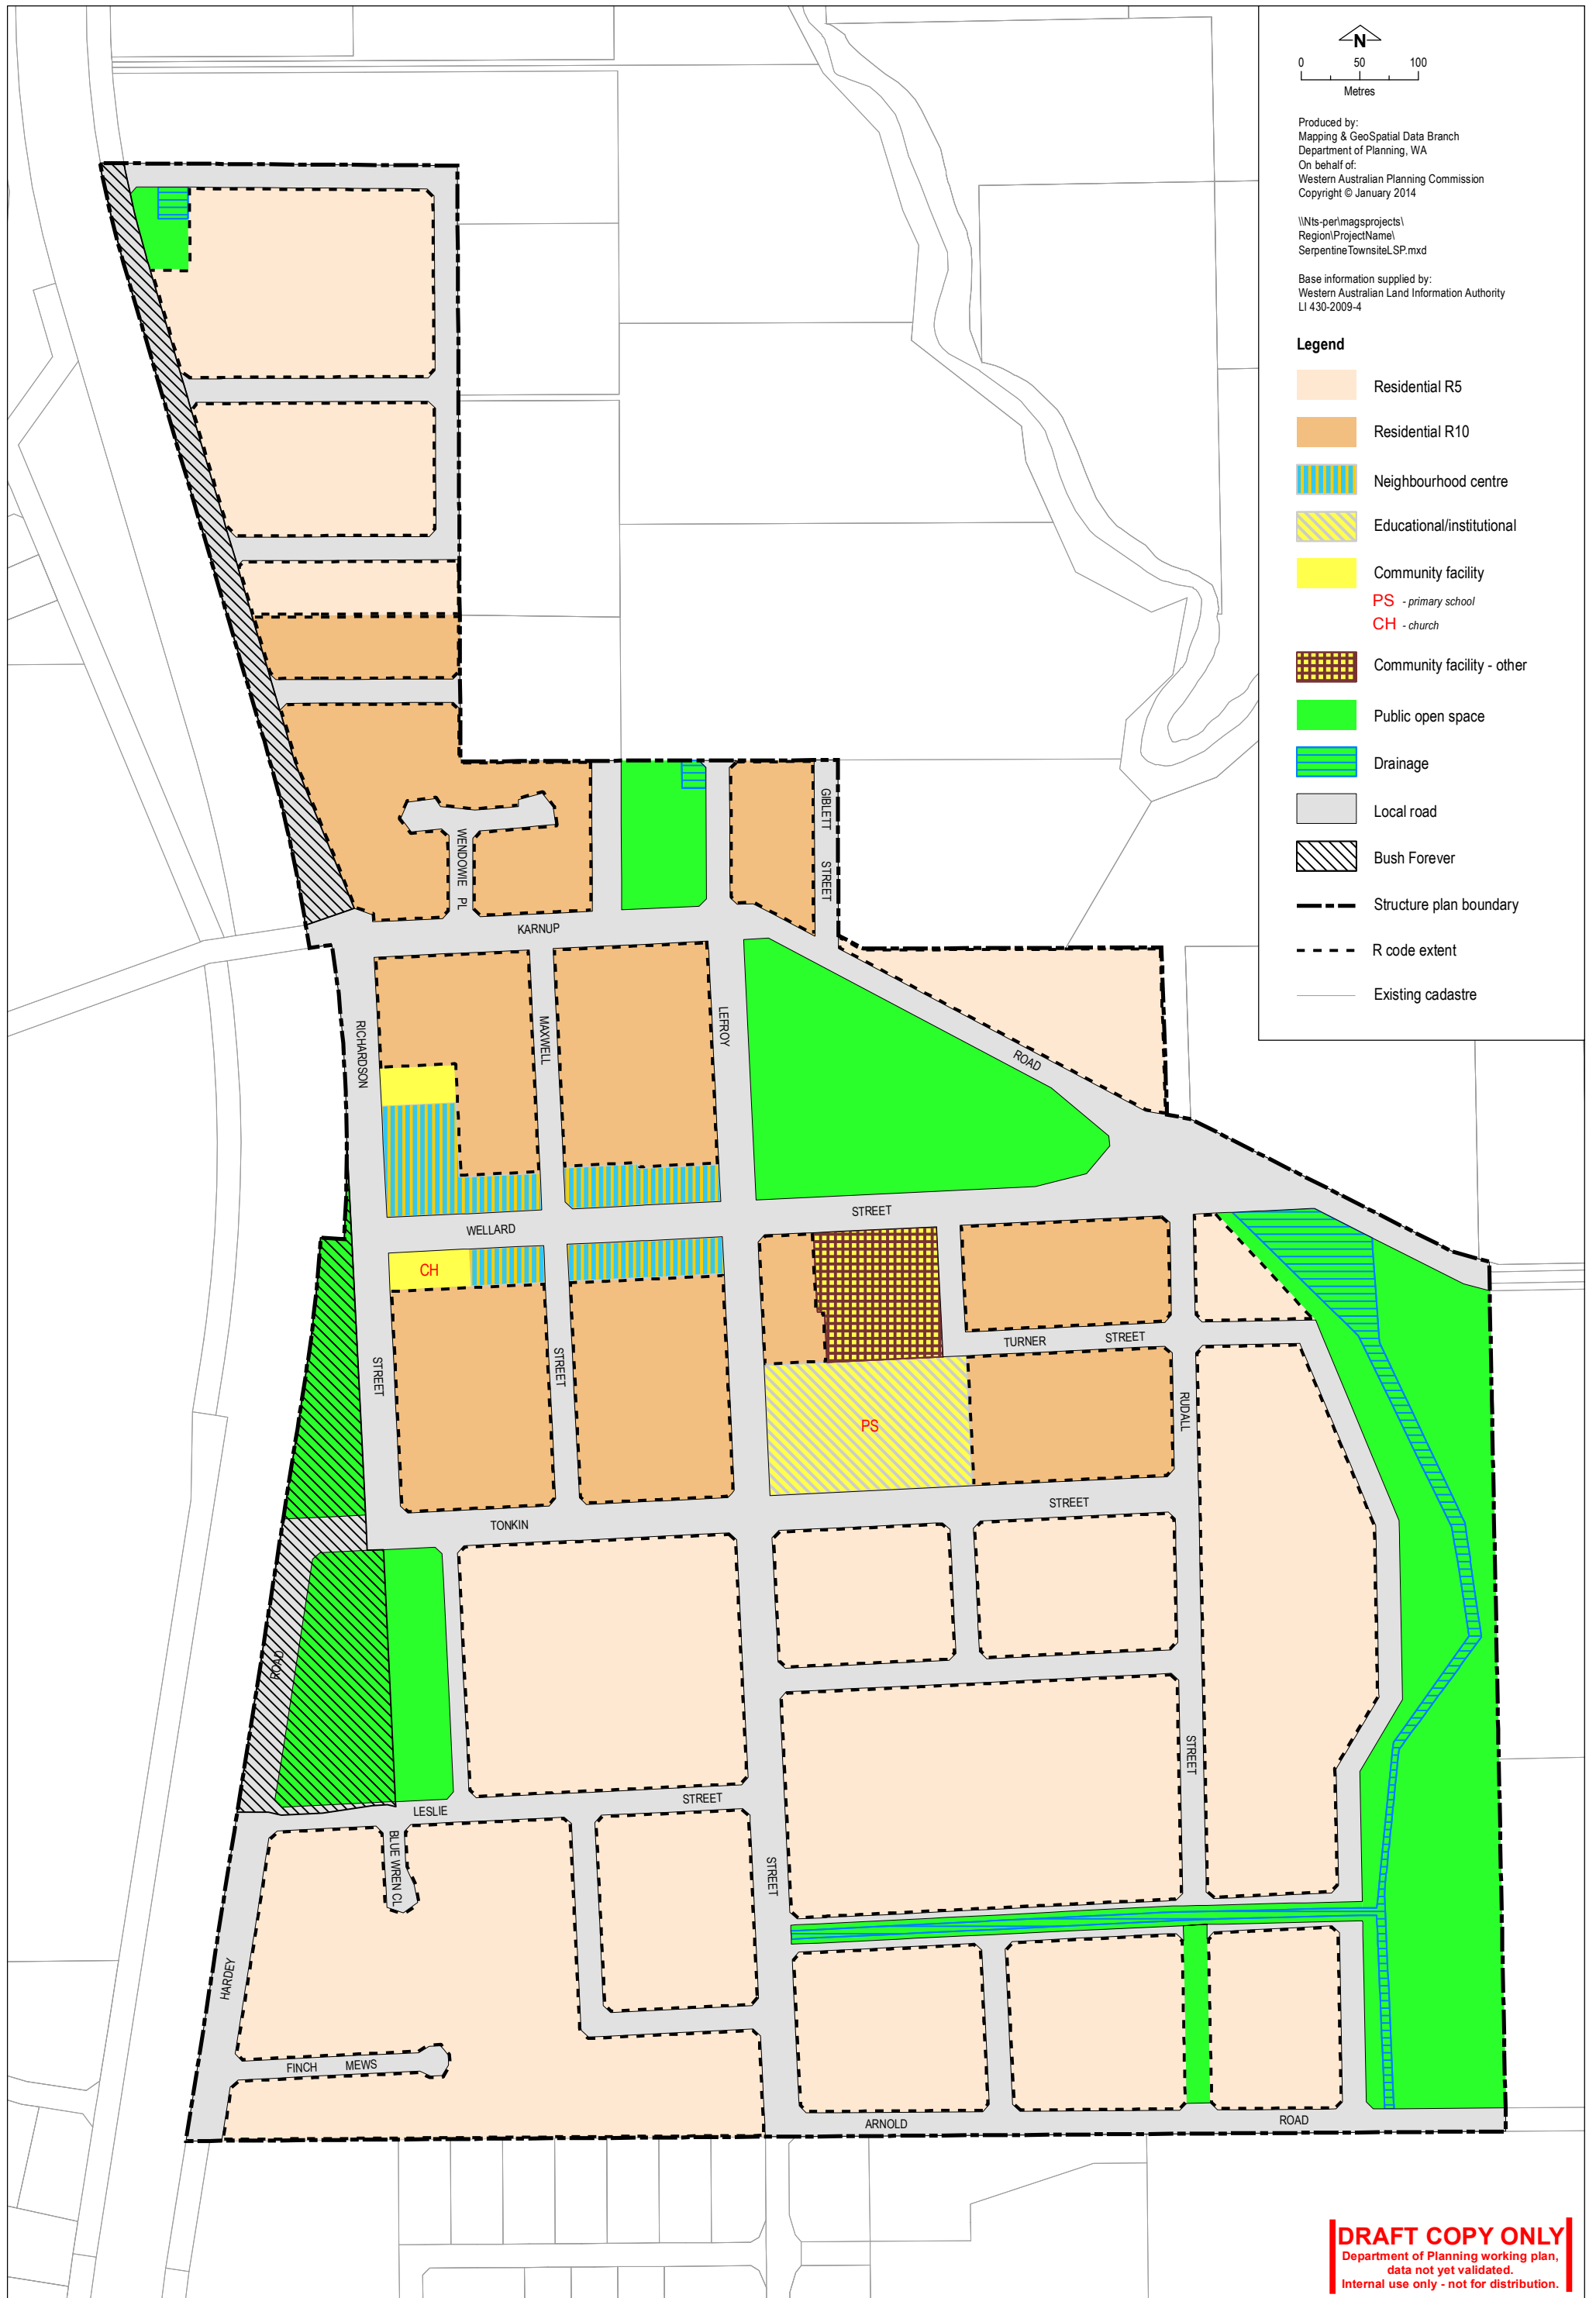 N
0 50 100
Metres
Produced by:
Mapping & GeoSpatial Data Branch
Department of Planning, WA
On behalf of:
Western Australian Planning Commission
Copyright © January 2014
\\Nts-per\magsprojects\
Region\ProjectName\
SerpentineTownsiteLSP.mxd
Base information supplied by:
Western Australian Land Information Authority
LI 430-2009-4
Legend
Residential R5
Residential R10
Neighbourhood centre
Educational/institutional
Community facility
PS - primary school
CH - church
Community facility - other
Public open space
Drainage
Local road
Bush Forever
Structure plan boundary
R code extent
Existing cadastre
GIBLETT STREET
WENDOWIE PL
KARNUP
ROAD
RICHARDSON
MAXWELL
LEFROY
WELLARD
STREET
CH
STREET
STREET
TURNER STREET
PS
RUDALL
TONKIN
STREET
ROAD
STREET
LESLIE
STREET
BLUE WREN CL
STREET
HARDEY
FINCH MEWS
ARNOLD
ROAD
DRAFT COPY ONLY
Department of Planning working plan,
data not yet validated.
Internal use only - not for distribution.